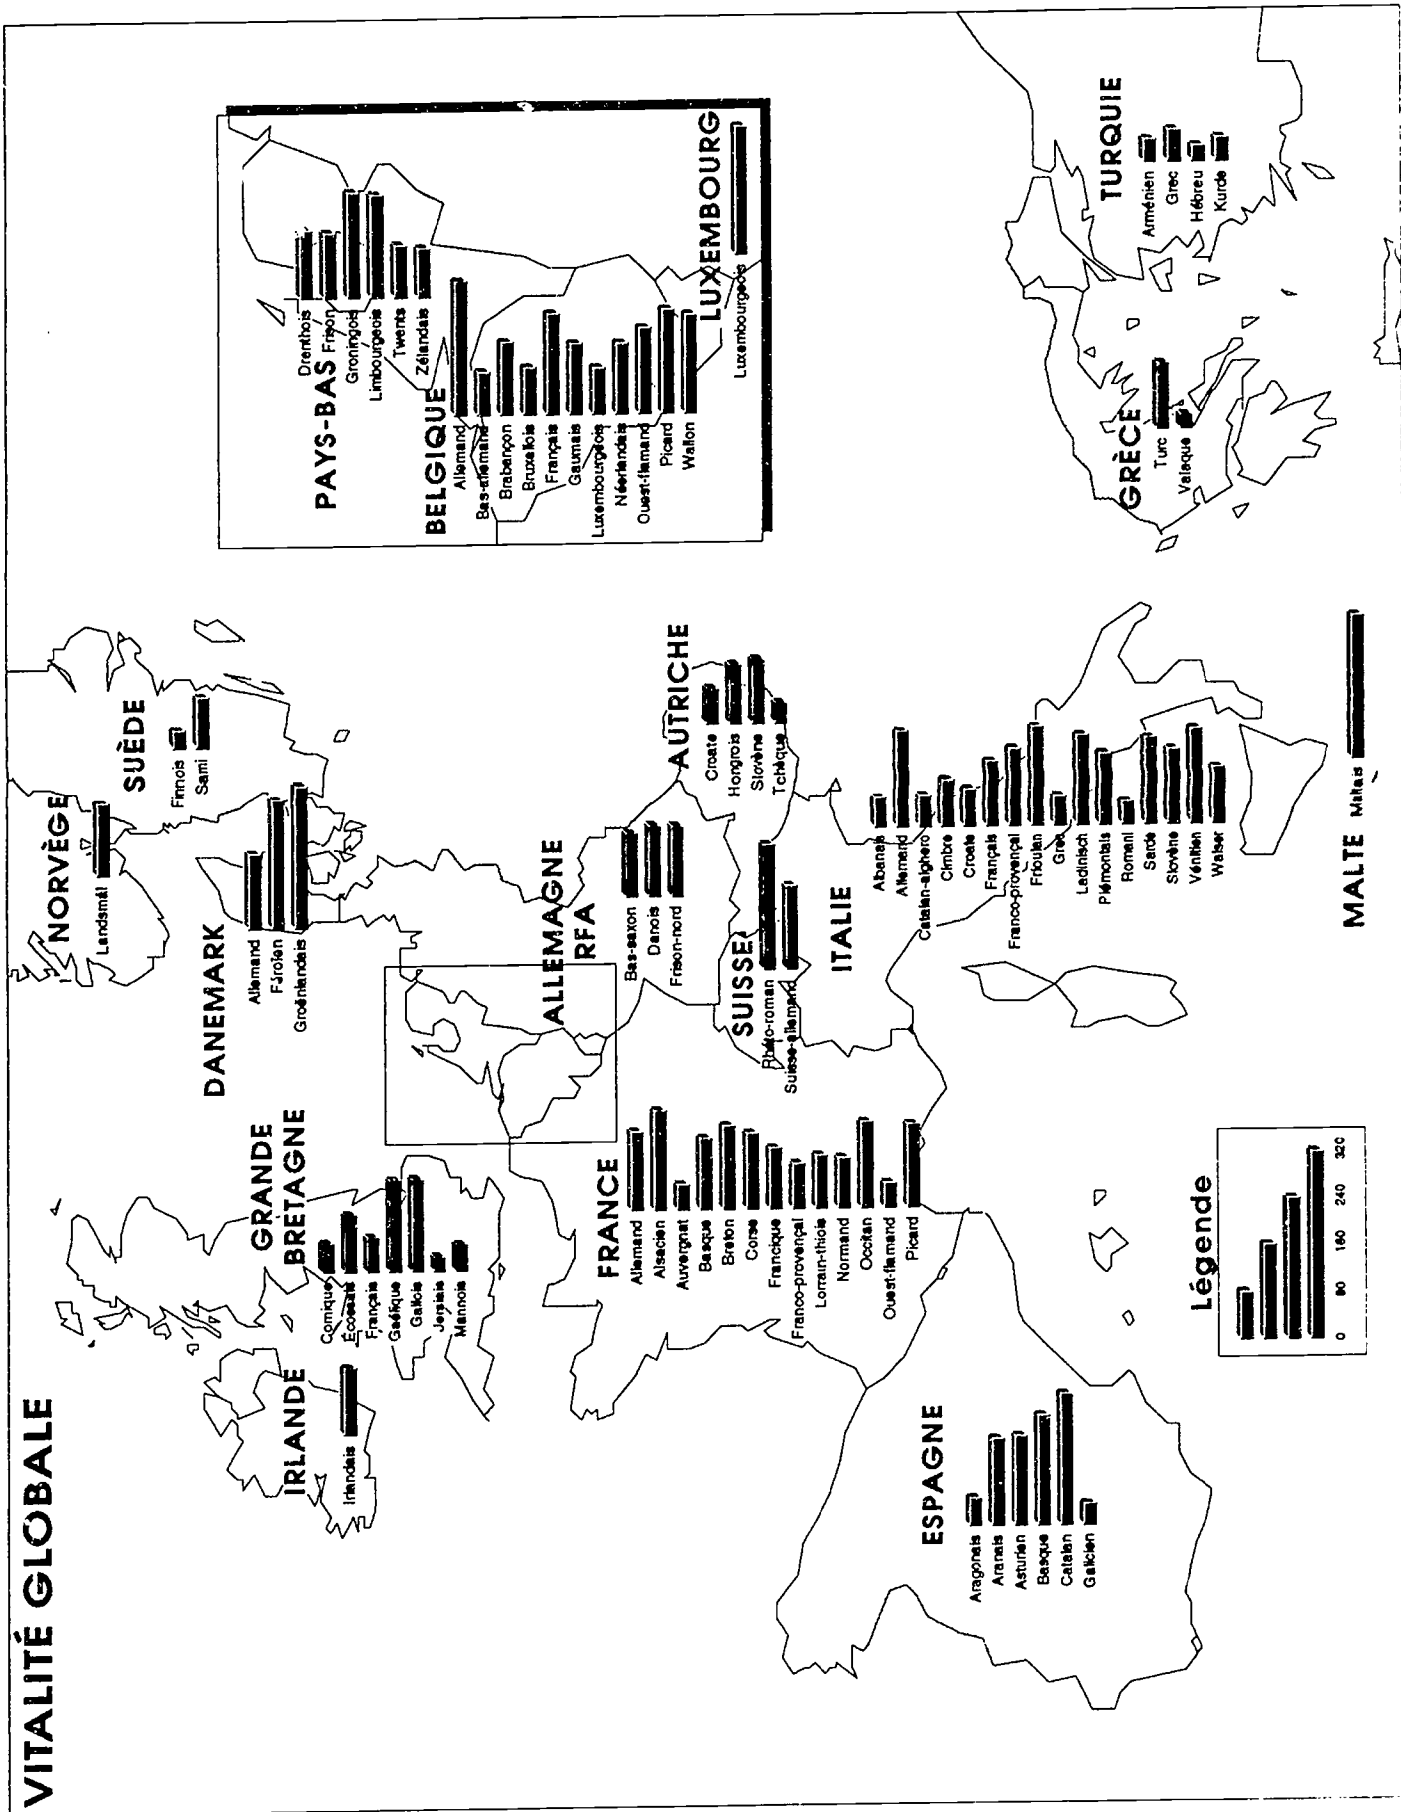 VITALITÉ GLOBALE
NORVÈGE
Landsmål
SUÈDE
Finnois
Sami
DANEMARK
Allemand
Féroien
Groënlandais
GRANDE
BRETAGNE
Cornique
Écossais
Français
Gaélique
Gallois
Jersiais
Mannois
IRLANDE
Irlandais
PAYS-BAS
Drenthois
Frison
Groningois
Limbourgeois
Twents
Zélandais
BELGIQUE
Allemand
Bas-allemand
Brabançon
Bruxellois
Français
Gaumais
Luxembourgeois
Néerlandais
Ouest-flamand
Picard
Wallon
LUXEMBOURG
Luxembourgeois
ALLEMAGNE
RFA
Bas-saxon
Danois
Frison-nord
AUTRICHE
Croate
Hongrois
Slovène
Tchèque
SUISSE
Rhéto-roman
Suisse-allemand
FRANCE
Allemand
Alsacien
Auvergnat
Basque
Breton
Corse
Francique
Franco-provençal
Lorrain-thiois
Normand
Occitan
Ouest-flamand
Picard
ITALIE
Albanais
Allemand
Catalan-alghero
Cimbre
Croate
Français
Franco-provençal
Frioulan
Grec
Ladinisch
Piémontais
Romani
Sarde
Slovène
Vénitien
Walser
ESPAGNE
Aragonais
Aranais
Asturien
Basque
Catalan
Galicien
GRÈCE
Turc
Valaque
TURQUIE
Arménien
Grec
Hébreu
Kurde
MALTE
Maltais
Légende
0 80 160 240 320